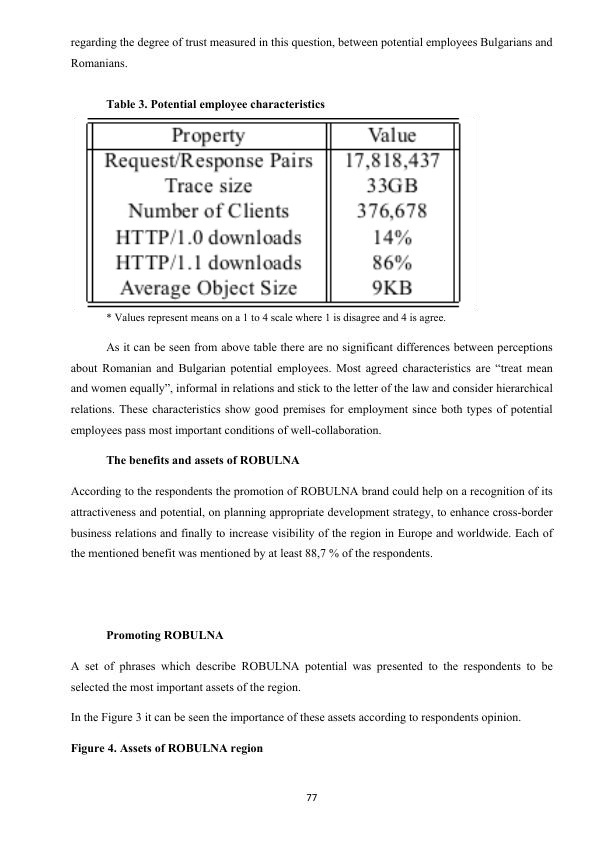 regarding the degree of trust measured in this question, between potential employees Bulgarians and
Romanians.
Table 3. Potential employee characteristics
Property Value
Request/Response Pairs 17,818,437
Trace size 33GB
Number of Clients 376,678
HTTP/1.0 downloads 14%
HTTP/1.1 downloads 86%
Average Object Size 9KB
* Values represent means on a 1 to 4 scale where 1 is disagree and 4 is agree.
As it can be seen from above table there are no significant differences between perceptions
about Romanian and Bulgarian potential employees. Most agreed characteristics are “treat mean
and women equally”, informal in relations and stick to the letter of the law and consider hierarchical
relations. These characteristics show good premises for employment since both types of potential
employees pass most important conditions of well-collaboration.
The benefits and assets of ROBULNA
According to the respondents the promotion of ROBULNA brand could help on a recognition of its
attractiveness and potential, on planning appropriate development strategy, to enhance cross-border
business relations and finally to increase visibility of the region in Europe and worldwide. Each of
the mentioned benefit was mentioned by at least 88,7 % of the respondents.
Promoting ROBULNA
A set of phrases which describe ROBULNA potential was presented to the respondents to be
selected the most important assets of the region.
In the Figure 3 it can be seen the importance of these assets according to respondents opinion.
Figure 4. Assets of ROBULNA region
77